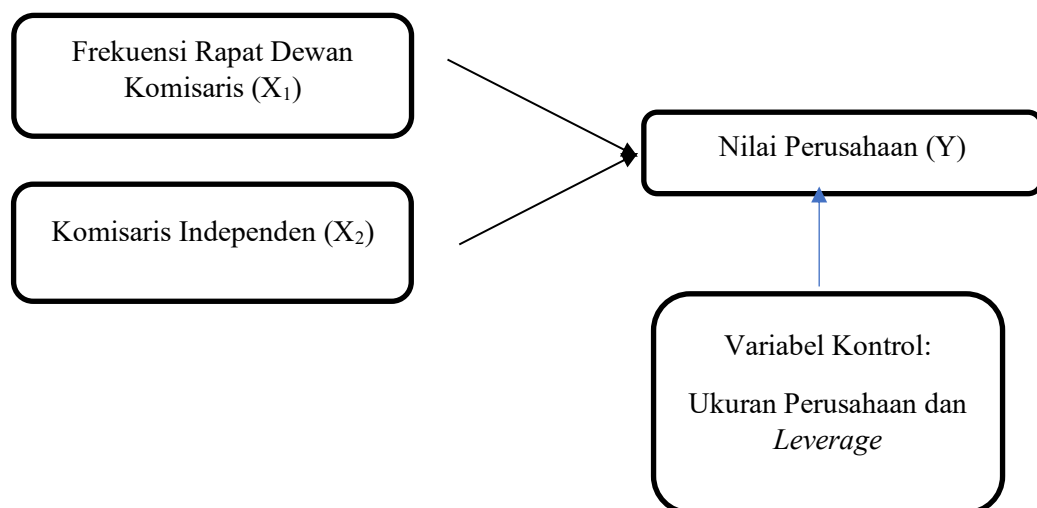 Frekuensi Rapat Dewan
Komisaris (X₁)
Nilai Perusahaan (Y)
Komisaris Independen (X₂)
Variabel Kontrol:
Ukuran Perusahaan dan
Leverage